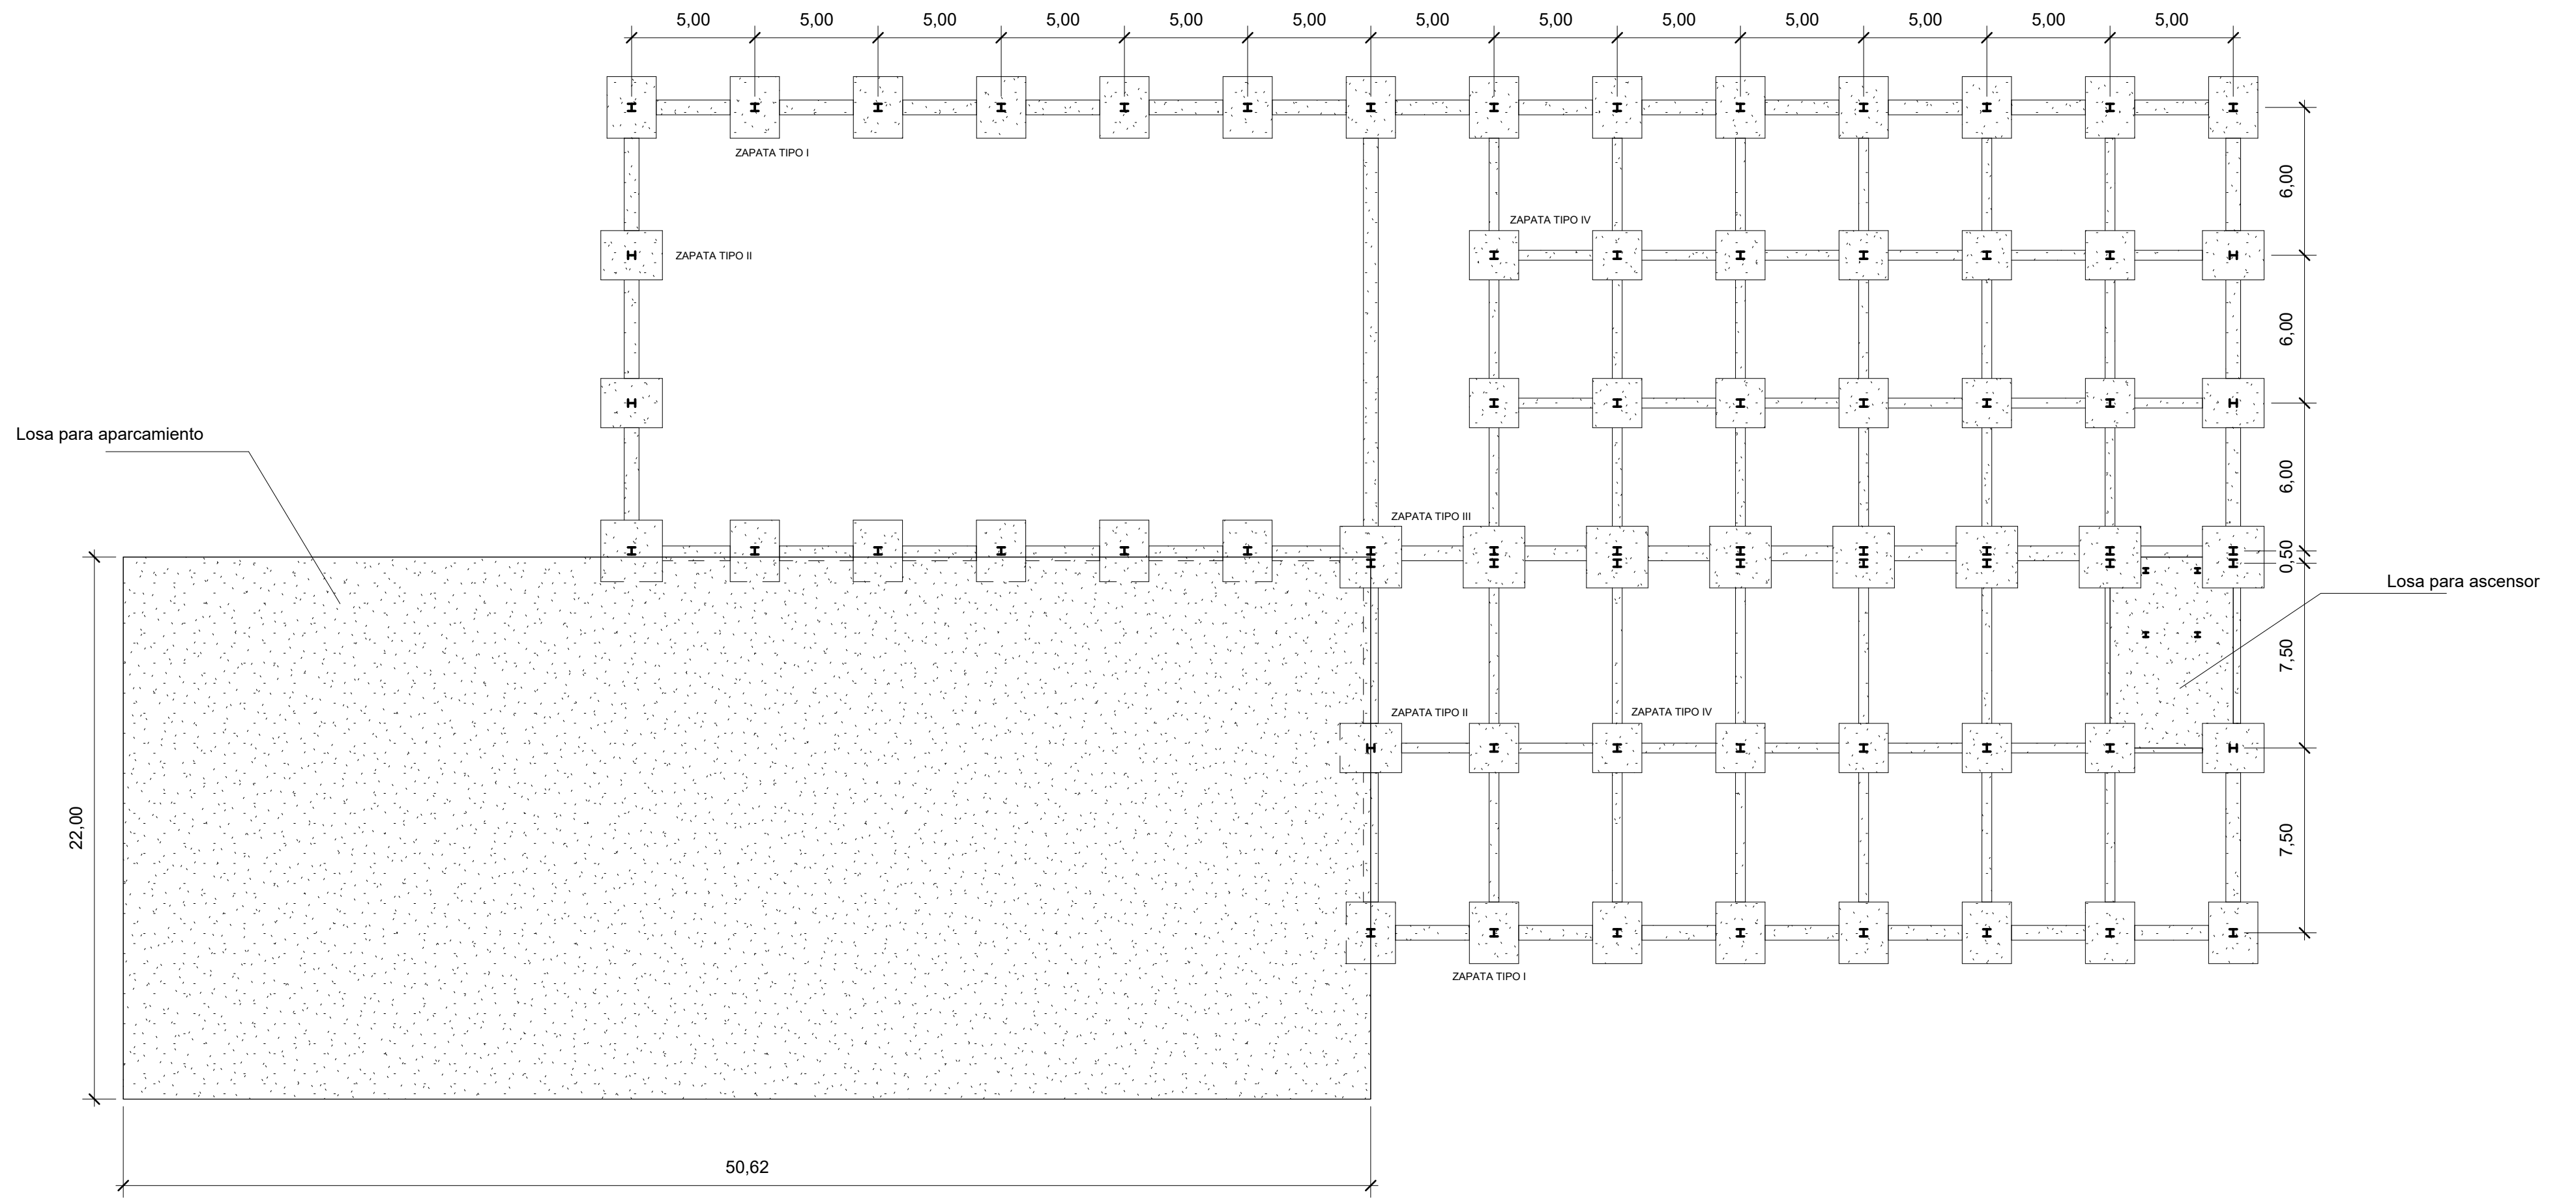 5,00 5,00 5,00 5,00 5,00 5,00 5,00 5,00 5,00 5,00 5,00 5,00 5,00
ZAPATA TIPO I
6,00
ZAPATA TIPO IV
ZAPATA TIPO II
6,00
Losa para aparcamiento
6,00
ZAPATA TIPO III
0,50
Losa para ascensor
7,50
ZAPATA TIPO II
ZAPATA TIPO IV
22,00
7,50
ZAPATA TIPO I
50,62